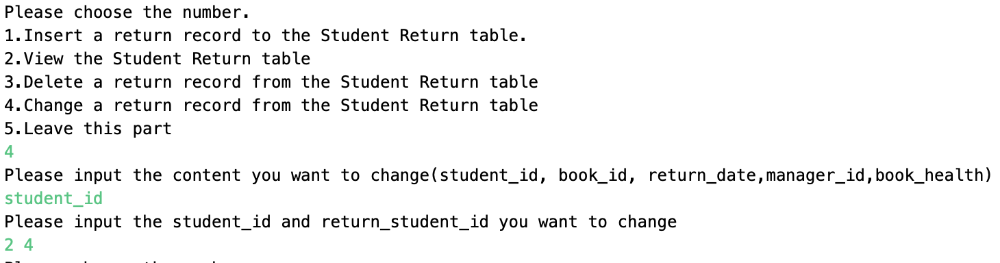 Please choose the number.
1.Insert a return record to the Student Return table.
2.View the Student Return table
3.Delete a return record from the Student Return table
4.Change a return record from the Student Return table
5.Leave this part
4
Please input the content you want to change(student_id, book_id, return_date,manager_id,book_health)
student_id
Please input the student_id and return_student_id you want to change
2 4